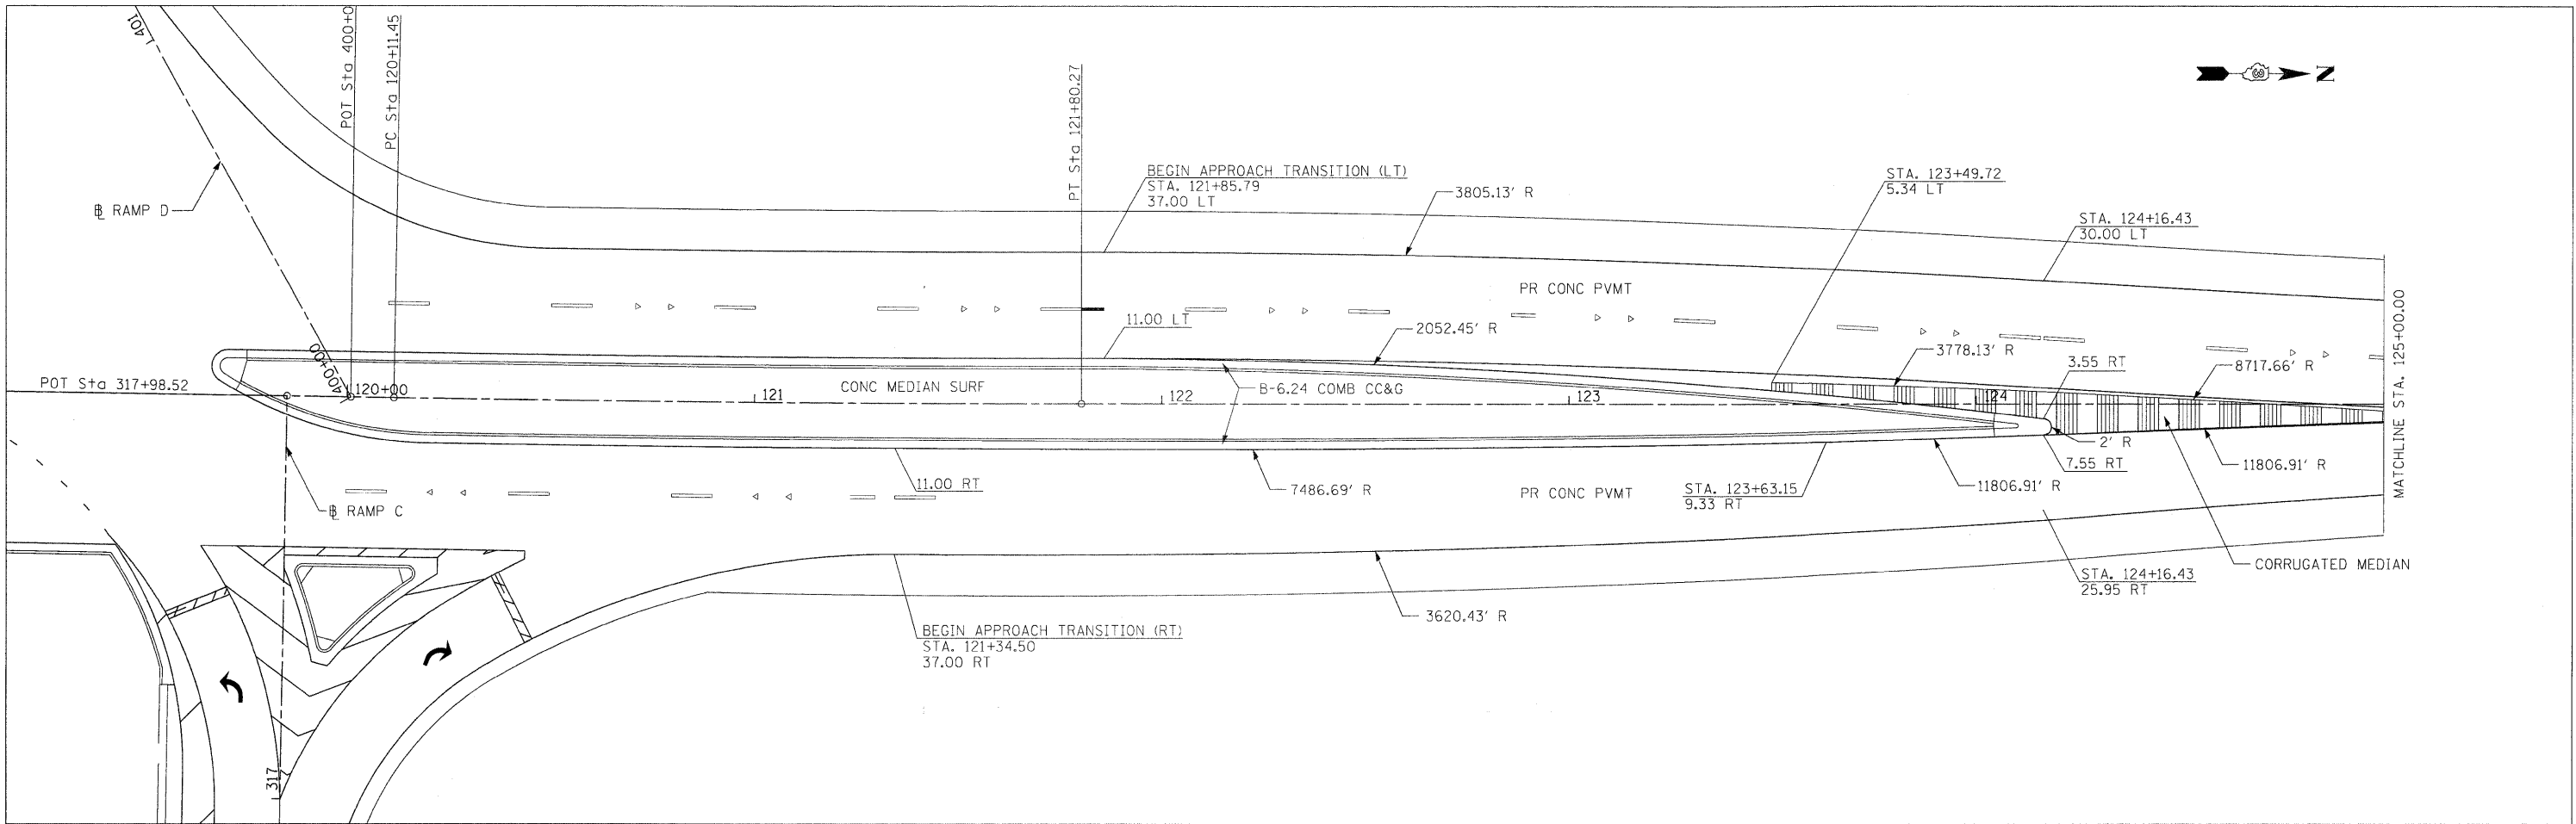 401
POT Sta 400+0
PC Sta 120+11.45
PT Sta 121+80.27
3
N
BEGIN APPROACH TRANSITION (LT)
STA. 121+85.79
37.00 LT
3805.13' R
STA. 123+49.72
5.34 LT
STA. 124+16.43
30.00 LT
℄ RAMP D
PR CONC PVMT
11.00 LT
2052.45' R
3778.13' R
3.55 RT
8717.66' R
MATCHLINE STA. 125+00.00
POT Sta 317+98.52
400+00
120+00
121
CONC MEDIAN SURF
122
B-6.24 COMB CC&G
123
124
2' R
7.55 RT
11806.91' R
11.00 RT
7486.69' R
PR CONC PVMT
STA. 123+63.15
9.33 RT
11806.91' R
℄ RAMP C
CORRUGATED MEDIAN
STA. 124+16.43
25.95 RT
3620.43' R
BEGIN APPROACH TRANSITION (RT)
STA. 121+34.50
37.00 RT
317